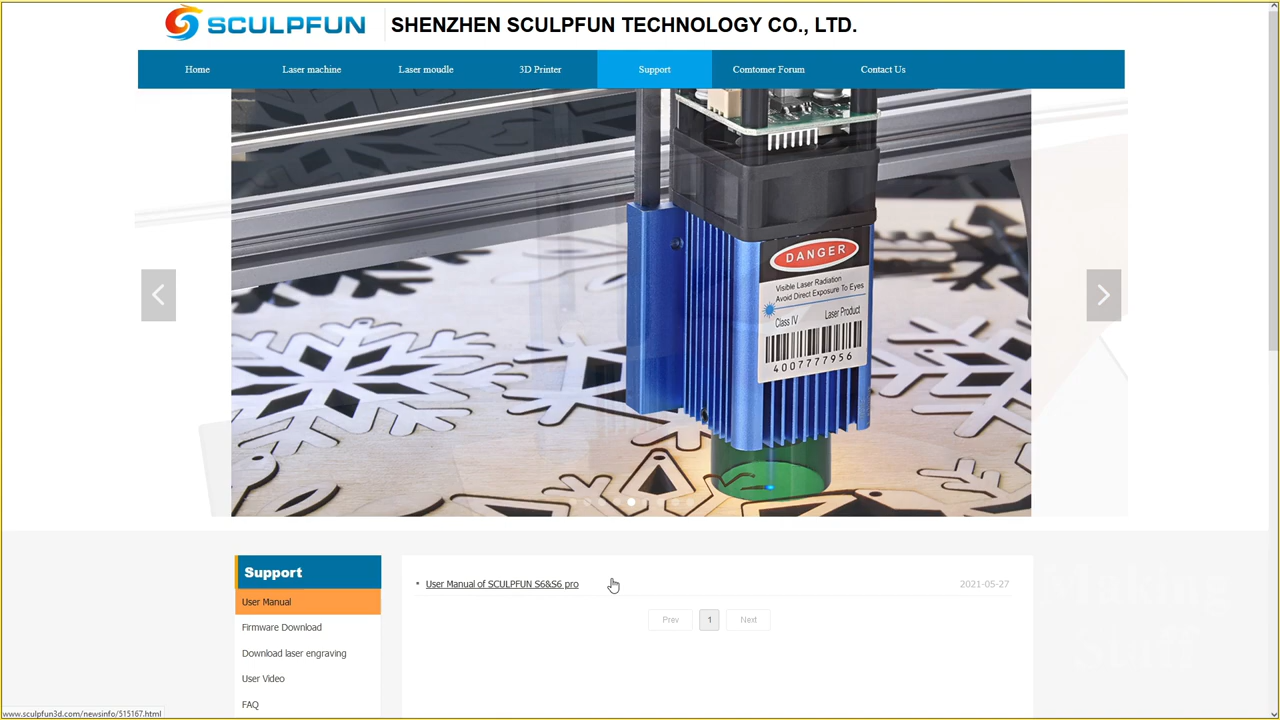 SCULPFUN
SHENZHEN SCULPFUN TECHNOLOGY CO., LTD.
Home Laser machine Laser moudle 3D Printer Support Comtomer Forum Contact Us
DANGER
Visible Laser Radiation
Avoid Direct Exposure To Eyes
Class IV Laser Product
4007777956
Support
User Manual
Firmware Download
Download laser engraving
User Video
FAQ
User Manual of SCULPFUN S6&S6 pro 2021-05-27
Prev 1 Next
Making
Stuff
www.sculpfun3d.com/newsinfo/515167.html